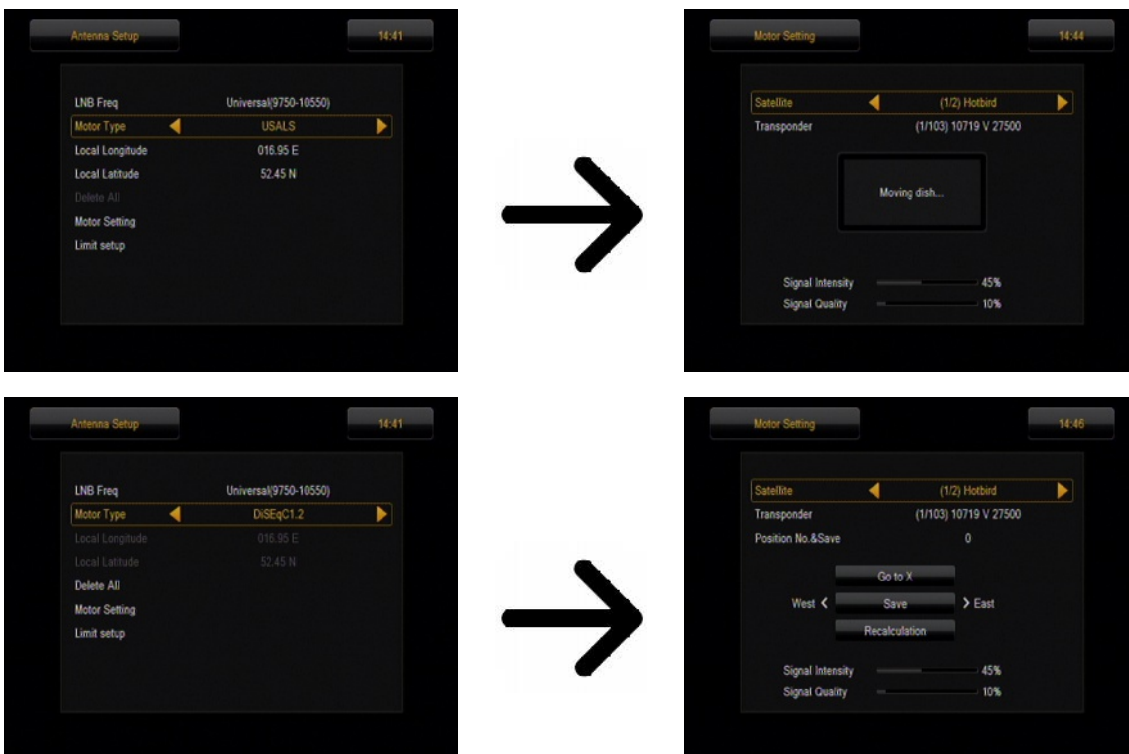 Antenna Setup 14:41
LNB Freq Universal(9750-10550)
Motor Type USALS
Local Longitude 016.95 E
Local Latitude 52.45 N
Delete All
Motor Setting
Limit setup
Motor Setting 14:44
Satellite (1/2) Hotbird
Transponder (1/103) 10719 V 27500
Moving dish...
Signal Intensity 45%
Signal Quality 10%
Antenna Setup 14:41
LNB Freq Universal(9750-10550)
Motor Type DiSEqC1.2
Local Longitude 016.95 E
Local Latitude 52.45 N
Delete All
Motor Setting
Limit setup
Motor Setting 14:46
Satellite (1/2) Hotbird
Transponder (1/103) 10719 V 27500
Position No.&Save 0
Go to X
West < Save > East
Recalculation
Signal Intensity 45%
Signal Quality 10%